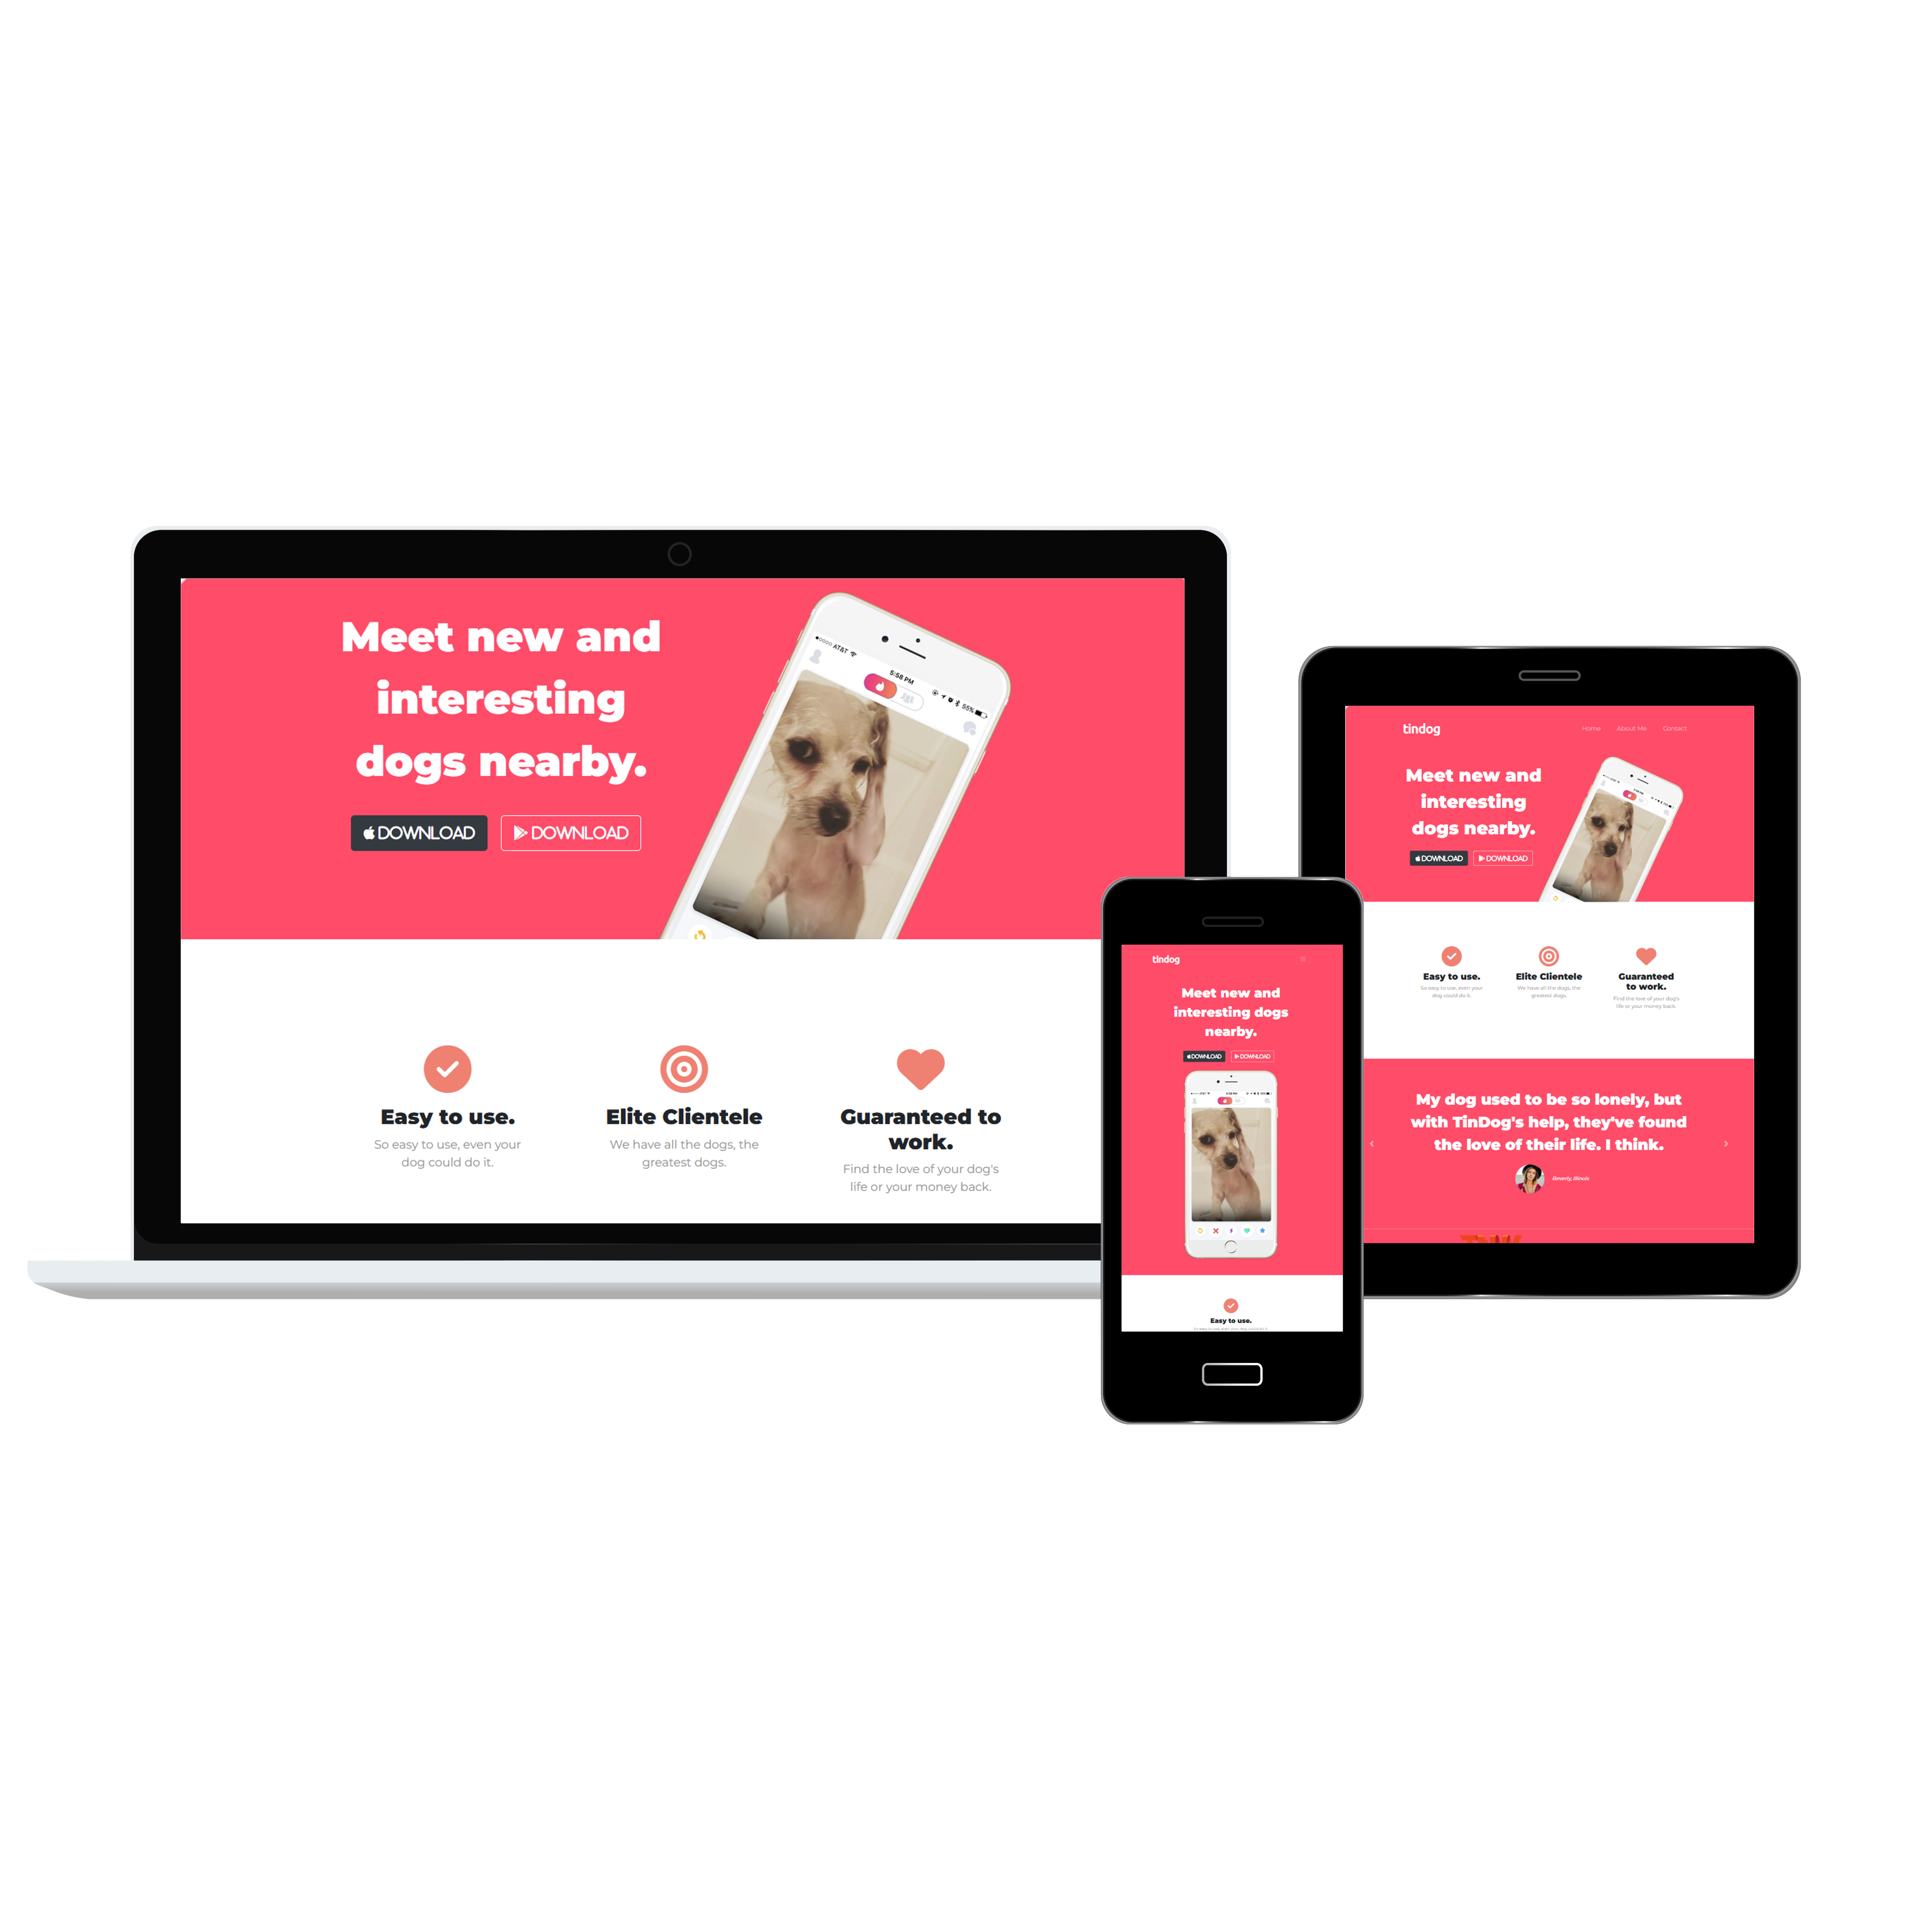 Meet new and
interesting
dogs nearby.
DOWNLOAD DOWNLOAD
AT&T 5:58 PM 55%
Easy to use.
So easy to use, even your
dog could do it.
Elite Clientele
We have all the dogs, the
greatest dogs.
Guaranteed to
work.
Find the love of your dog's
life or your money back.
tindog
Meet new and
interesting dogs
nearby.
DOWNLOAD DOWNLOAD
Easy to use.
tindog Home About Me Contact
Meet new and
interesting
dogs nearby.
DOWNLOAD DOWNLOAD
Easy to use.
So easy to use, even your
dog could do it.
Elite Clientele
We have all the dogs, the
greatest dogs.
Guaranteed
to work.
Find the love of your dog's
life or your money back.
My dog used to be so lonely, but
with TinDog's help, they've found
the love of their life. I think.
Beverly, Illinois